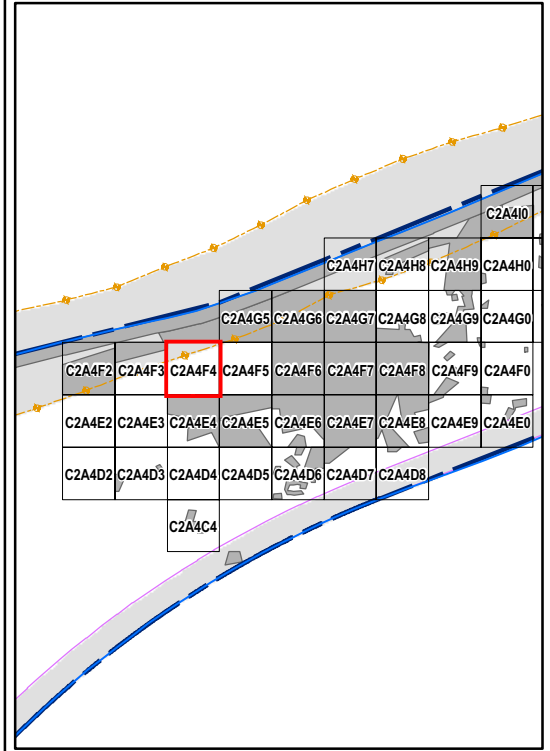 C2A4I0
C2A4H7 C2A4H8 C2A4H9 C2A4H0
C2A4G5 C2A4G6 C2A4G7 C2A4G8 C2A4G9 C2A4G0
C2A4F2 C2A4F3 C2A4F4 C2A4F5 C2A4F6 C2A4F7 C2A4F8 C2A4F9 C2A4F0
C2A4E2 C2A4E3 C2A4E4 C2A4E5 C2A4E6 C2A4E7 C2A4E8 C2A4E9 C2A4E0
C2A4D2 C2A4D3 C2A4D4 C2A4D5 C2A4D6 C2A4D7 C2A4D8
C2A4C4